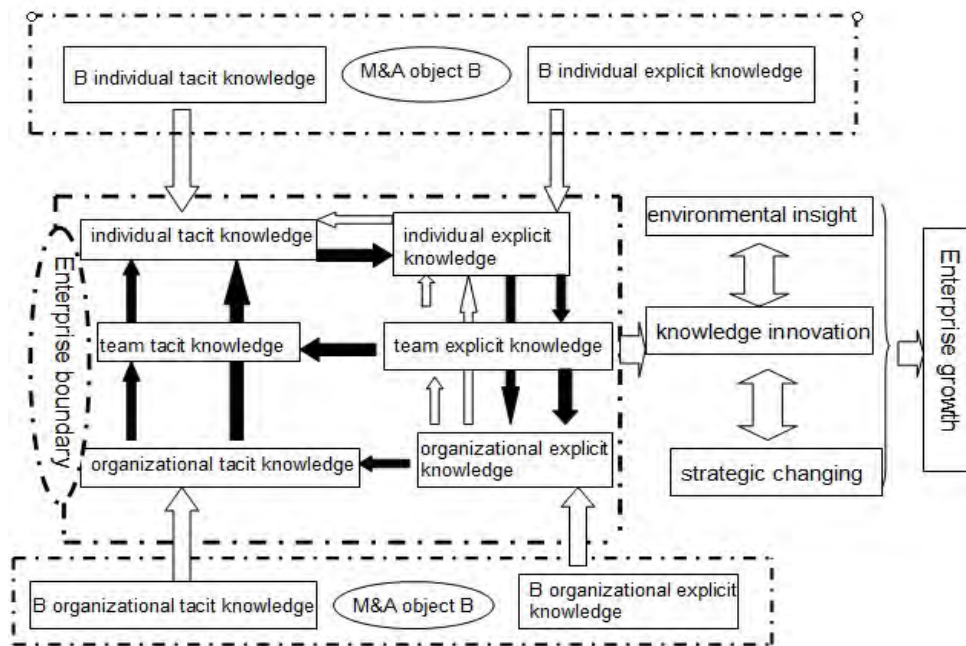 B individual tacit knowledge
M&A object B
B individual explicit knowledge
Enterprise boundary
individual tacit knowledge
individual explicit
knowledge
team tacit knowledge
team explicit knowledge
organizational tacit knowledge
organizational explicit
knowledge
environmental insight
knowledge innovation
strategic changing
Enterprise growth
B organizational tacit knowledge
M&A object B
B organizational explicit
knowledge